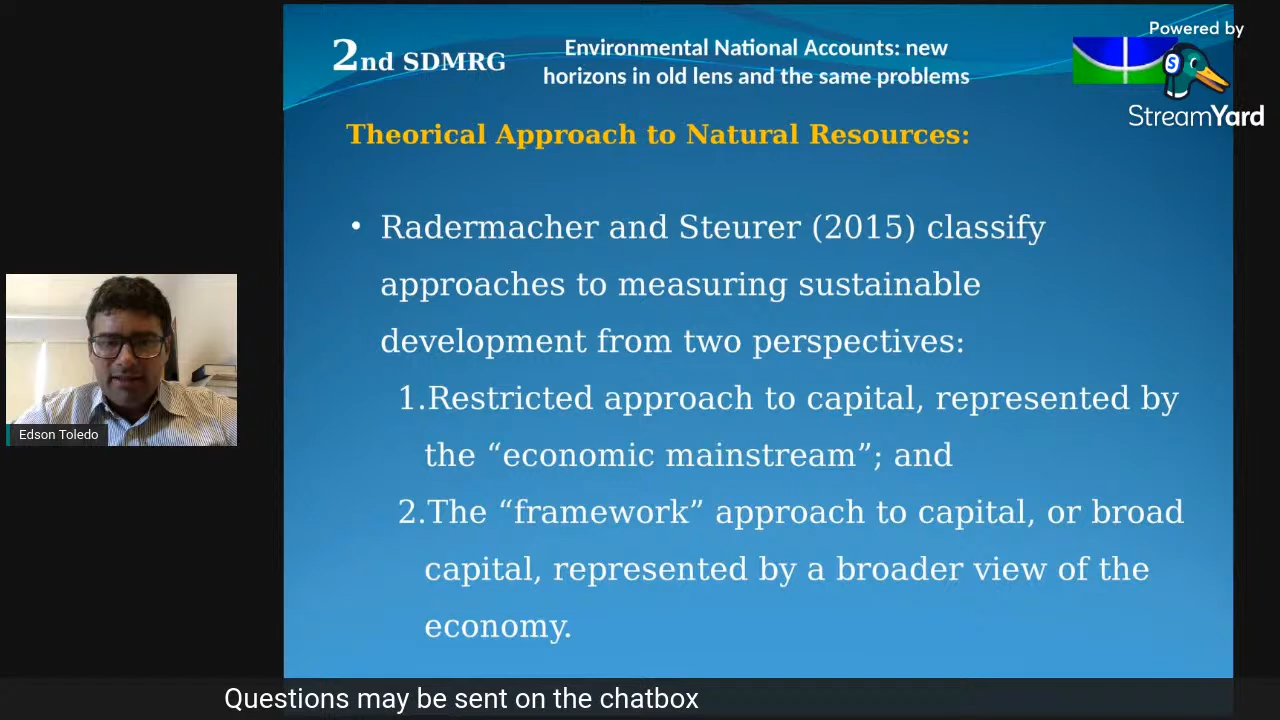 2nd SDMRG
Environmental National Accounts: new
horizons in old lens and the same problems
Powered by
S
StreamYard
Theorical Approach to Natural Resources:
• Radermacher and Steurer (2015) classify
approaches to measuring sustainable
development from two perspectives:
1.Restricted approach to capital, represented by
the “economic mainstream”; and
2.The “framework” approach to capital, or broad
capital, represented by a broader view of the
economy.
Edson Toledo
Questions may be sent on the chatbox